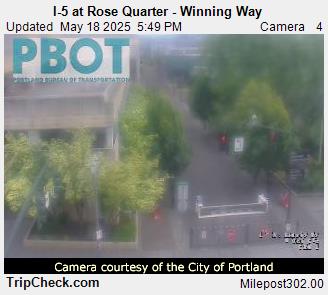 I-5 at Rose Quarter - Winning Way
Updated May 18 2025 5:49 PM Camera 4
PBOT
PORTLAND BUREAU OF TRANSPORTATION
Camera courtesy of the City of Portland
TripCheck.com Milepost302.00